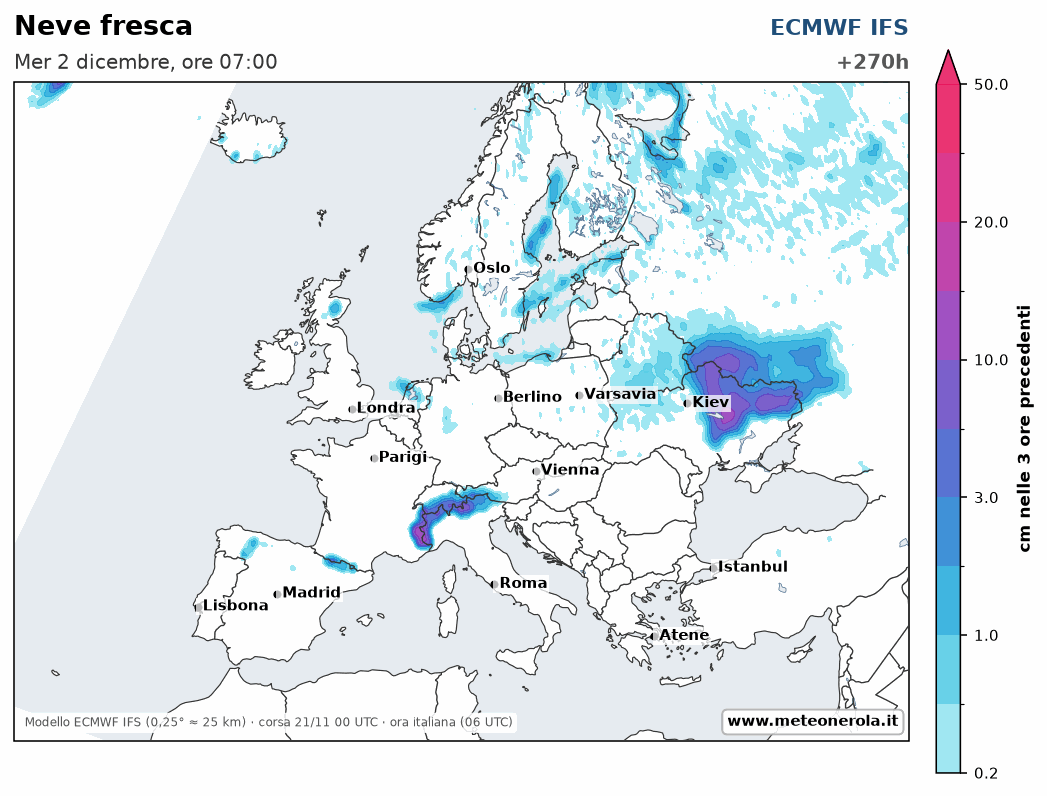 Neve fresca
ECMWF IFS
Mer 2 dicembre, ore 07:00
+270h
50.0
20.0
10.0
3.0
1.0
0.2
cm nelle 3 ore precedenti
Oslo
Londra
Berlino
Varsavia
Kiev
Parigi
Vienna
Istanbul
Roma
Madrid
Lisbona
Atene
Modello ECMWF IFS (0,25° ≈ 25 km) · corsa 21/11 00 UTC · ora italiana (06 UTC)
www.meteonerola.it